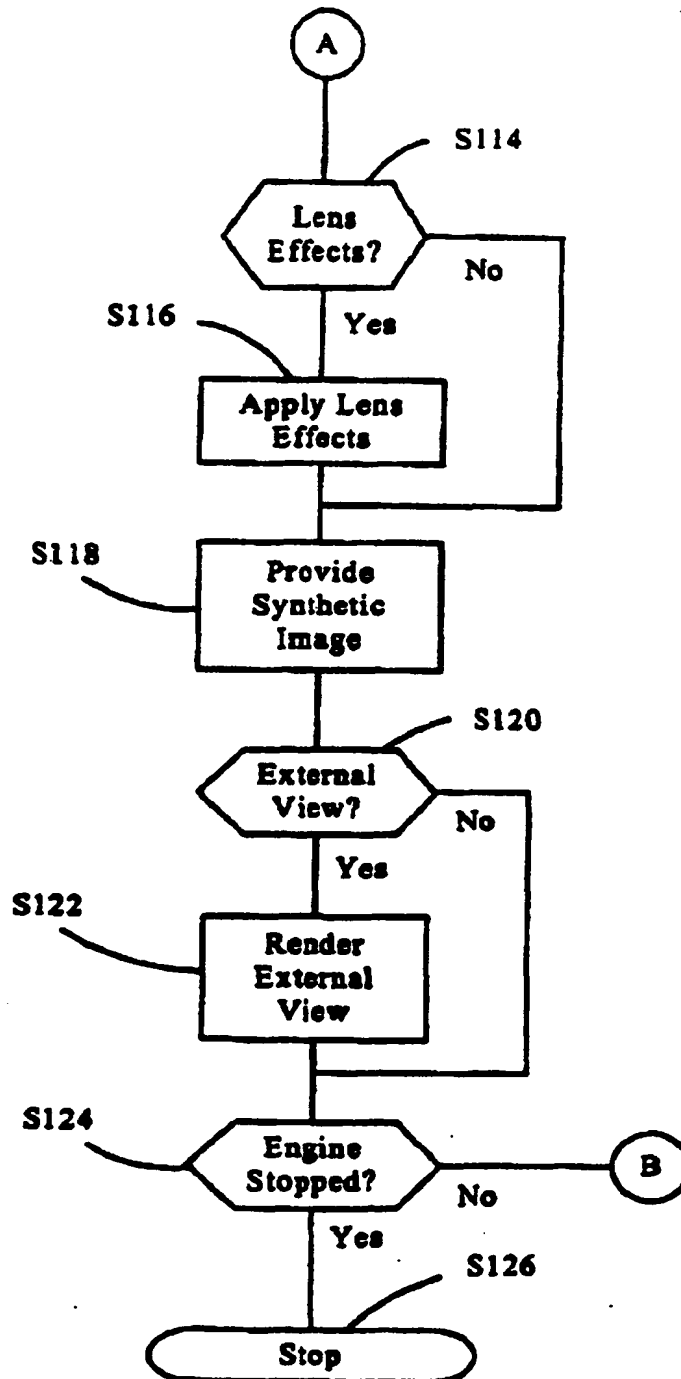 A
S114
Lens
Effects?
No
Yes
S116
Apply Lens
Effects
S118
Provide
Synthetic
Image
S120
External
View?
No
Yes
S122
Render
External
View
S124
Engine
Stopped?
B
No
Yes
S126
Stop